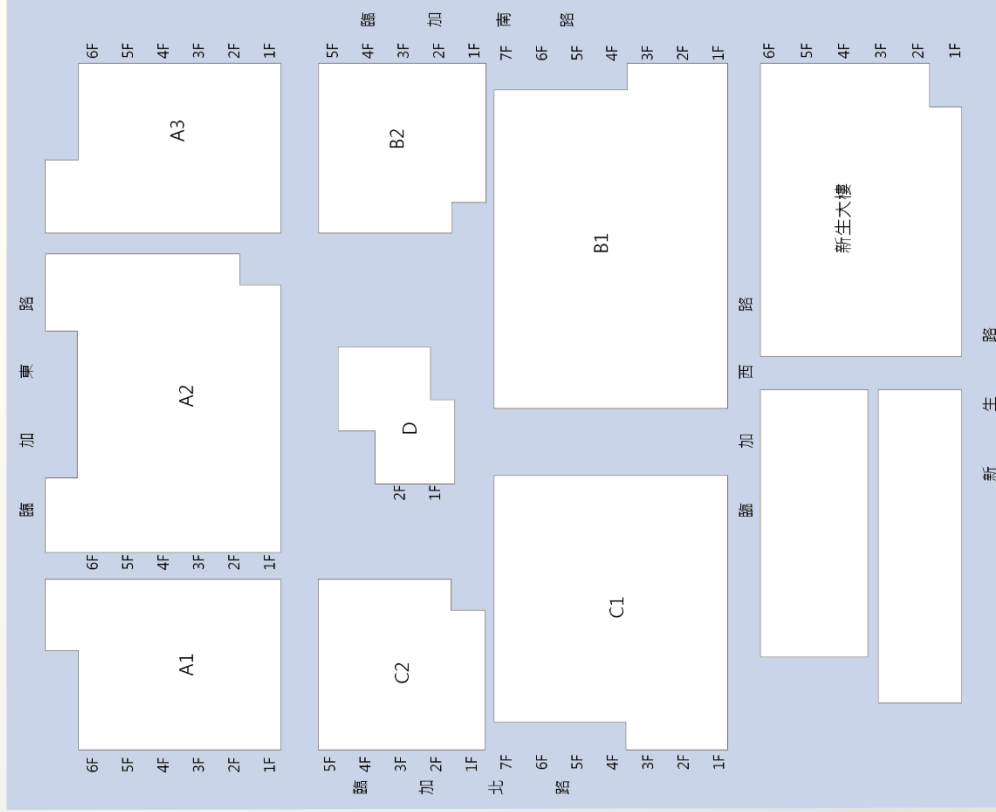 臨加南路
6F 5F 4F 3F 2F 1F
5F 4F 3F 2F 1F
7F 6F 5F 4F 3F 2F 1F
6F 5F 4F 3F 2F 1F
A3
B2
B1
新生大樓
臨加東路
A2
D
2F 1F
臨加西路
新生路
6F 5F 4F 3F 2F 1F
A1
C2
C1
6F 5F 4F 3F 2F 1F
5F 4F 3F 2F 1F
7F 6F 5F 4F 3F 2F 1F
臨加北路